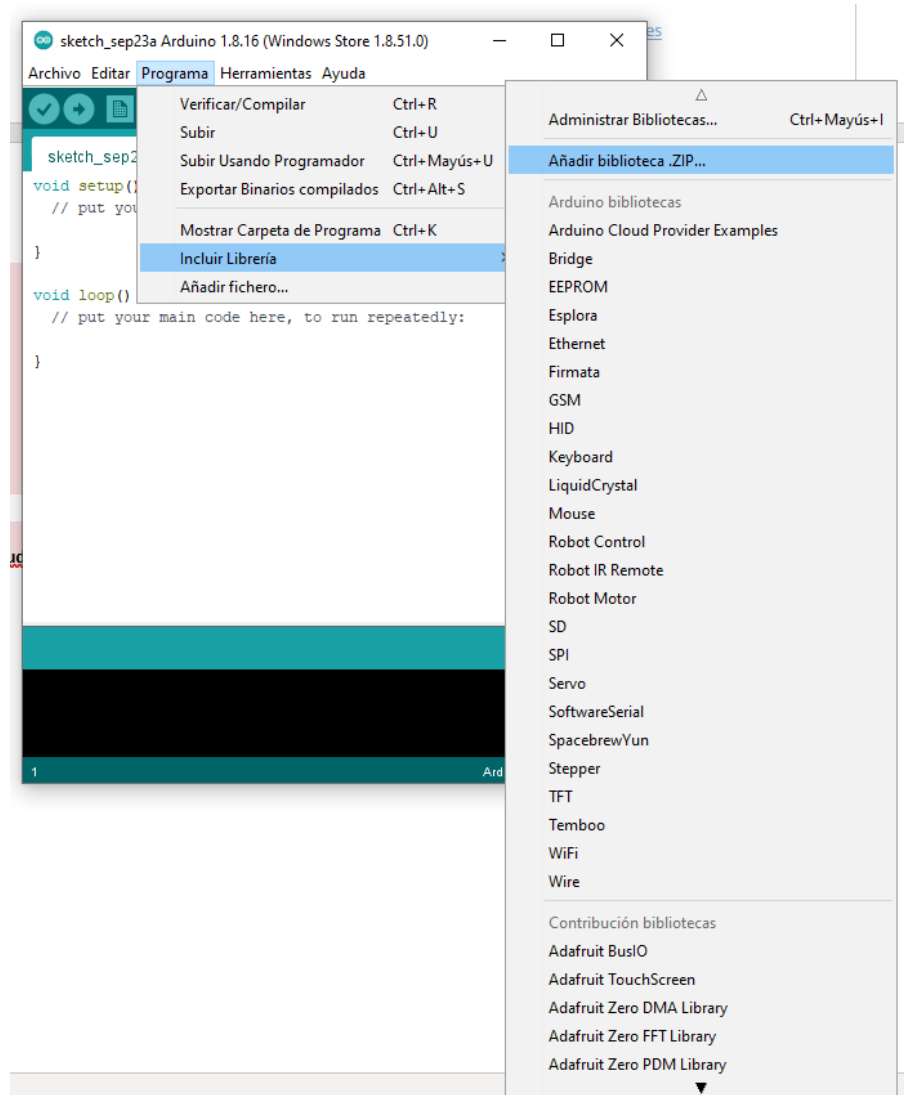 es
sketch_sep23a Arduino 1.8.16 (Windows Store 1.8.51.0)
Archivo Editar Programa Herramientas Ayuda
Verificar/Compilar Ctrl+R
Subir Ctrl+U
Subir Usando Programador Ctrl+Mayús+U
Exportar Binarios compilados Ctrl+Alt+S
Mostrar Carpeta de Programa Ctrl+K
Incluir Librería
Añadir fichero...
sketch_sep2
void setup()
// put you
}
void loop()
// put your main code here, to run repeatedly:
}
1
Ard
Administrar Bibliotecas... Ctrl+Mayús+I
Añadir biblioteca .ZIP...
Arduino bibliotecas
Arduino Cloud Provider Examples
Bridge
EEPROM
Esplora
Ethernet
Firmata
GSM
HID
Keyboard
LiquidCrystal
Mouse
Robot Control
Robot IR Remote
Robot Motor
SD
SPI
Servo
SoftwareSerial
SpacebrewYun
Stepper
TFT
Temboo
WiFi
Wire
Contribución bibliotecas
Adafruit BusIO
Adafruit TouchScreen
Adafruit Zero DMA Library
Adafruit Zero FFT Library
Adafruit Zero PDM Library